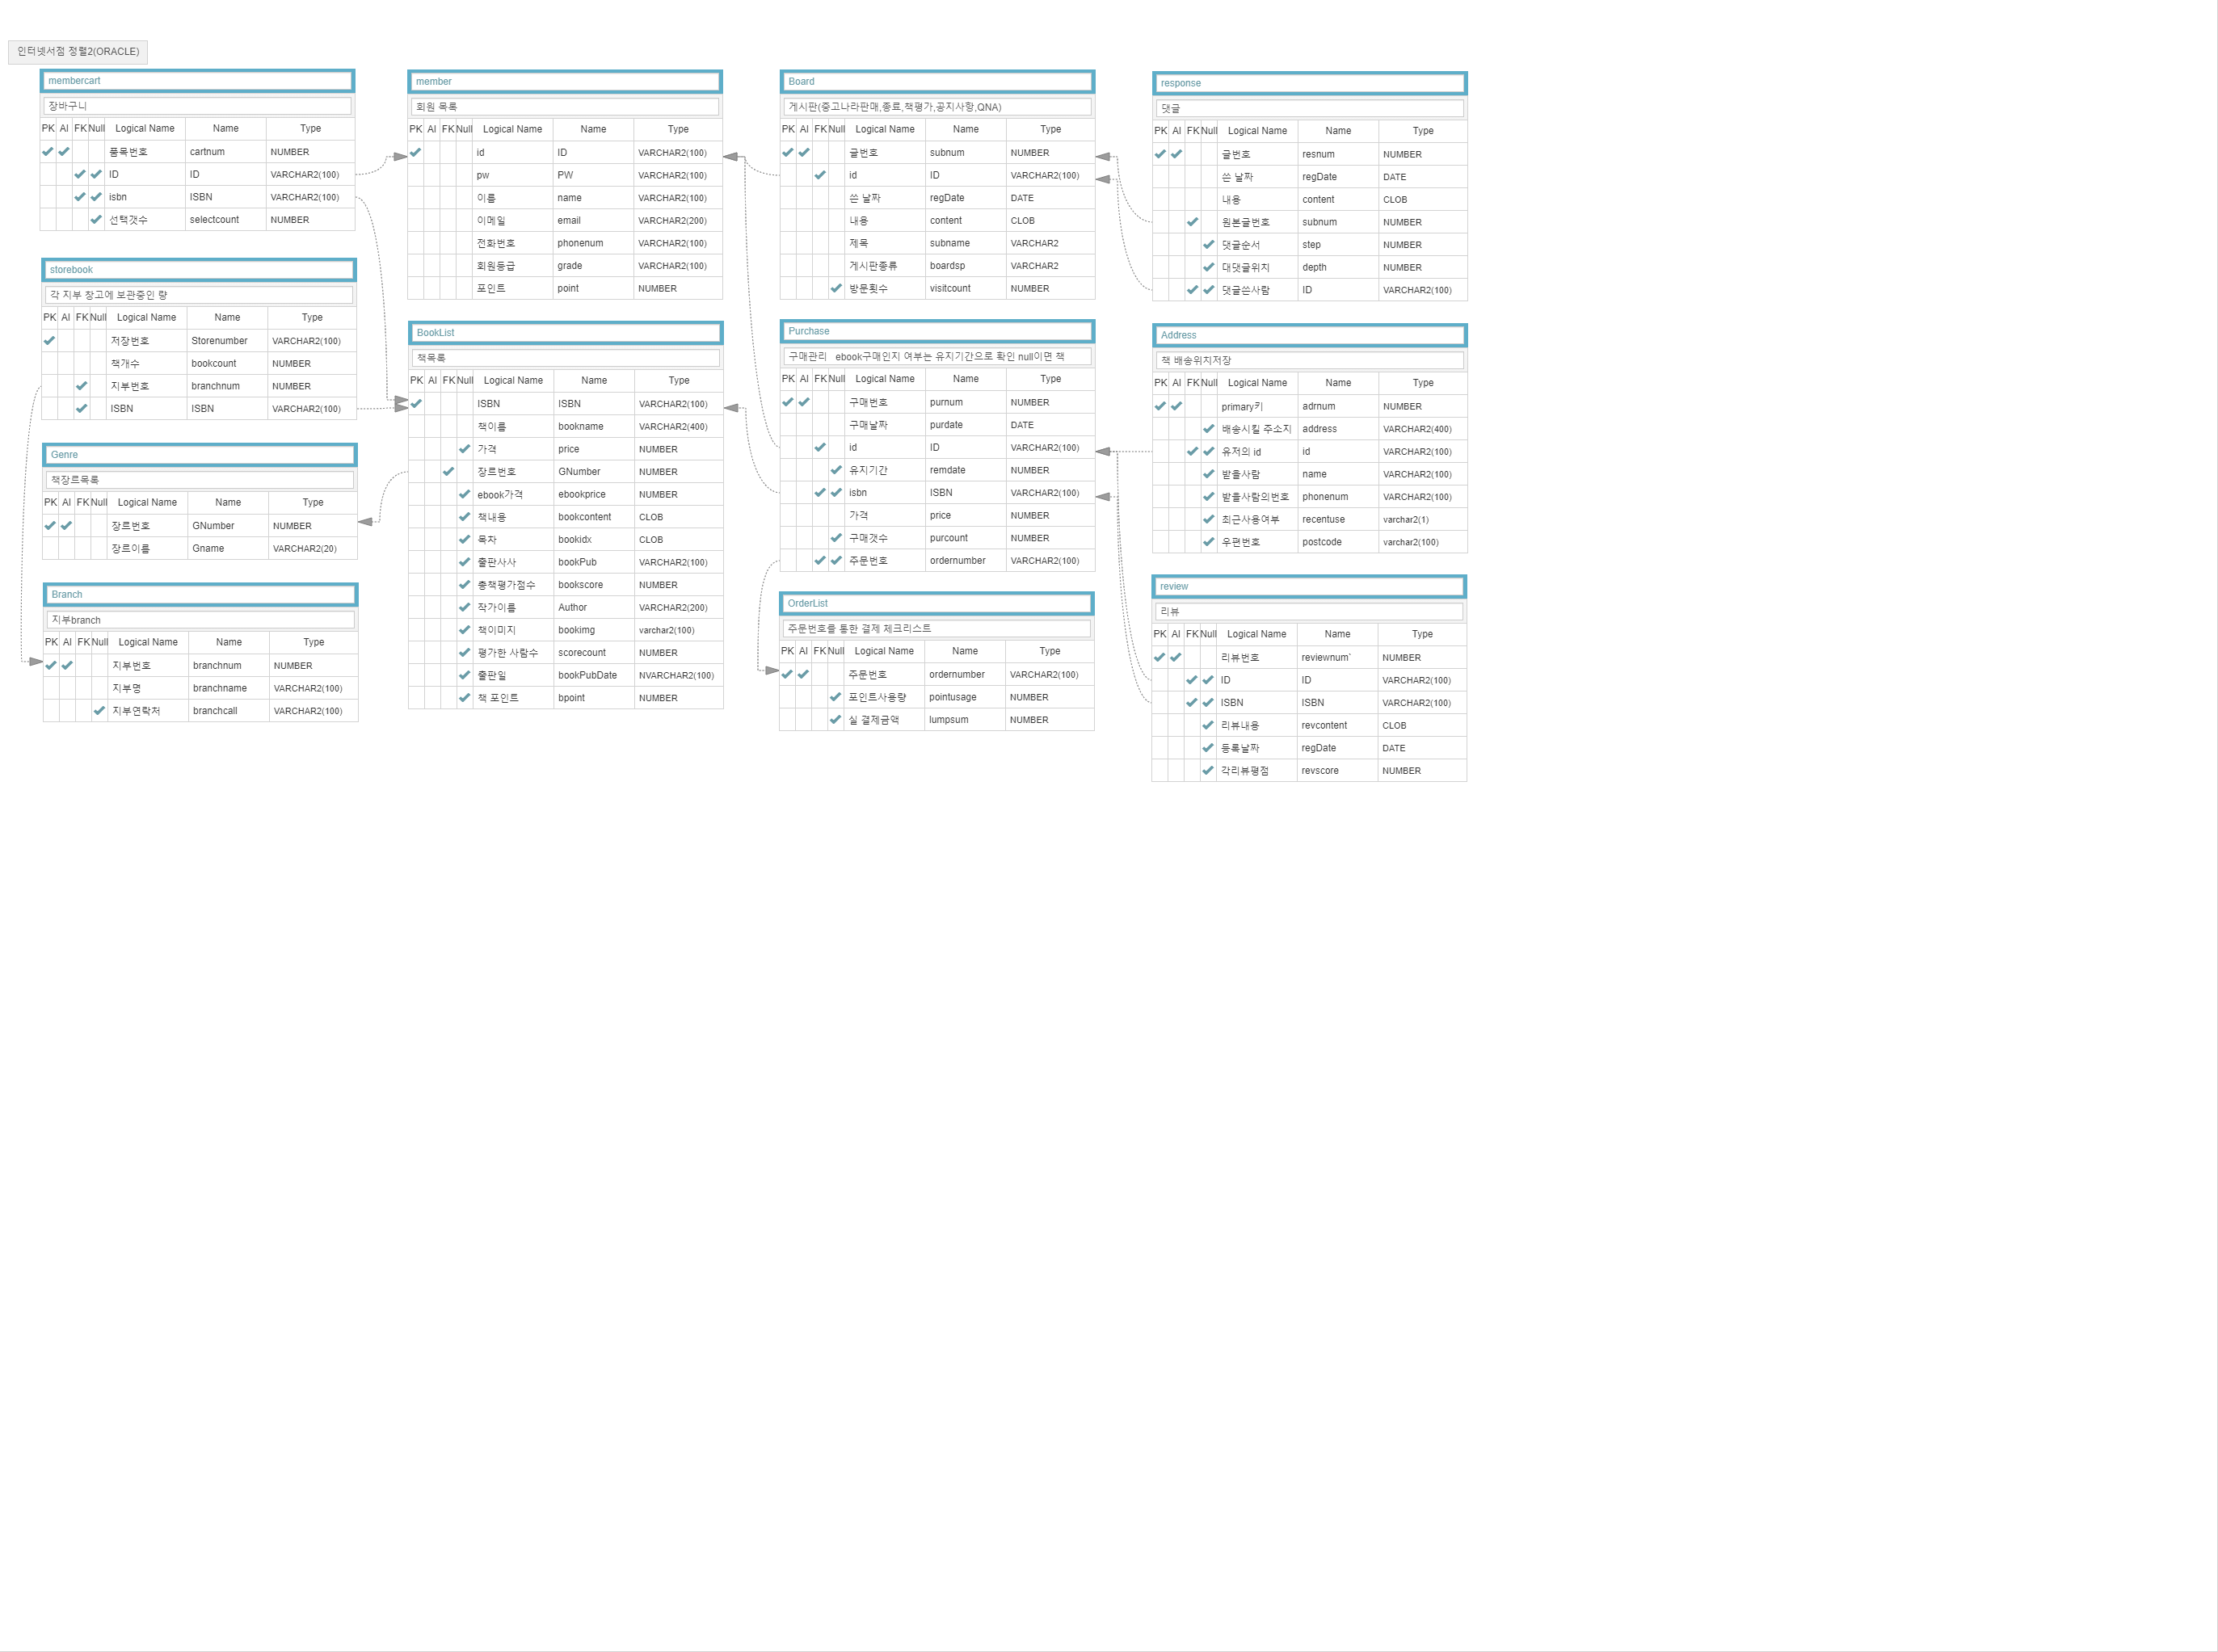 인터넷서점 정렬2(ORACLE)
membercart
장바구니
PK AI FK Null Logical Name Name Type
품목번호 cartnum NUMBER
ID ID VARCHAR2(100)
isbn ISBN VARCHAR2(100)
선택갯수 selectcount NUMBER
storebook
각 지부 창고에 보관중인 량
PK AI FK Null Logical Name Name Type
저장번호 Storenumber VARCHAR2(100)
책개수 bookcount NUMBER
지부번호 branchnum NUMBER
ISBN ISBN VARCHAR2(100)
Genre
책장르목록
PK AI FK Null Logical Name Name Type
장르번호 GNumber NUMBER
장르이름 Gname VARCHAR2(20)
Branch
지부branch
PK AI FK Null Logical Name Name Type
지부번호 branchnum NUMBER
지부명 branchname VARCHAR2(100)
지부연락처 branchcall VARCHAR2(100)
member
회원 목록
PK AI FK Null Logical Name Name Type
id ID VARCHAR2(100)
pw PW VARCHAR2(100)
이름 name VARCHAR2(100)
이메일 email VARCHAR2(200)
전화번호 phonenum VARCHAR2(100)
회원등급 grade VARCHAR2(100)
포인트 point NUMBER
BookList
책목록
PK AI FK Null Logical Name Name Type
ISBN ISBN VARCHAR2(100)
책이름 bookname VARCHAR2(400)
가격 price NUMBER
장르번호 GNumber NUMBER
ebook가격 ebookprice NUMBER
책내용 bookcontent CLOB
목차 bookidx CLOB
출판사사 bookPub VARCHAR2(100)
총책평가점수 bookscore NUMBER
작가이름 Author VARCHAR2(200)
책이미지 bookimg varchar2(100)
평가한 사람수 scorecount NUMBER
출판일 bookPubDate NVARCHAR2(100)
책 포인트 bpoint NUMBER
Board
게시판(중고나라판매,종료,책평가,공지사항,QNA)
PK AI FK Null Logical Name Name Type
글번호 subnum NUMBER
id ID VARCHAR2(100)
쓴 날짜 regDate DATE
내용 content CLOB
제목 subname VARCHAR2
게시판종류 boardsp VARCHAR2
방문횟수 visitcount NUMBER
Purchase
구매관리 ebook구매인지 여부는 유지기간으로 확인 null이면 책
PK AI FK Null Logical Name Name Type
구매번호 purnum NUMBER
구매날짜 purdate DATE
id ID VARCHAR2(100)
유지기간 remdate NUMBER
isbn ISBN VARCHAR2(100)
가격 price NUMBER
구매갯수 purcount NUMBER
주문번호 ordernumber VARCHAR2(100)
OrderList
주문번호을 통한 결제 체크리스트
PK AI FK Null Logical Name Name Type
주문번호 ordernumber VARCHAR2(100)
포인트사용량 pointusage NUMBER
실 결제금액 lumpsum NUMBER
response
댓글
PK AI FK Null Logical Name Name Type
글번호 resnum NUMBER
쓴 날짜 regDate DATE
내용 content CLOB
원본글번호 subnum NUMBER
댓글순서 step NUMBER
대댓글위치 depth NUMBER
댓글쓴사람 ID VARCHAR2(100)
Address
책 배송위치저장
PK AI FK Null Logical Name Name Type
primary키 adrnum NUMBER
배송시킬 주소지 address VARCHAR2(400)
유저의 id id VARCHAR2(100)
받을사람 name VARCHAR2(100)
받을사람의번호 phonenum VARCHAR2(100)
최근사용여부 recentuse varchar2(1)
우편번호 postcode varchar2(100)
review
리뷰
PK AI FK Null Logical Name Name Type
리뷰번호 reviewnum` NUMBER
ID ID VARCHAR2(100)
ISBN ISBN VARCHAR2(100)
리뷰내용 revcontent CLOB
등록날짜 regDate DATE
각리뷰평점 revscore NUMBER